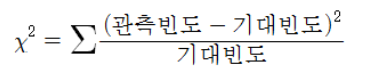 χ² = ∑ (관측빈도 − 기대빈도)² / 기대빈도